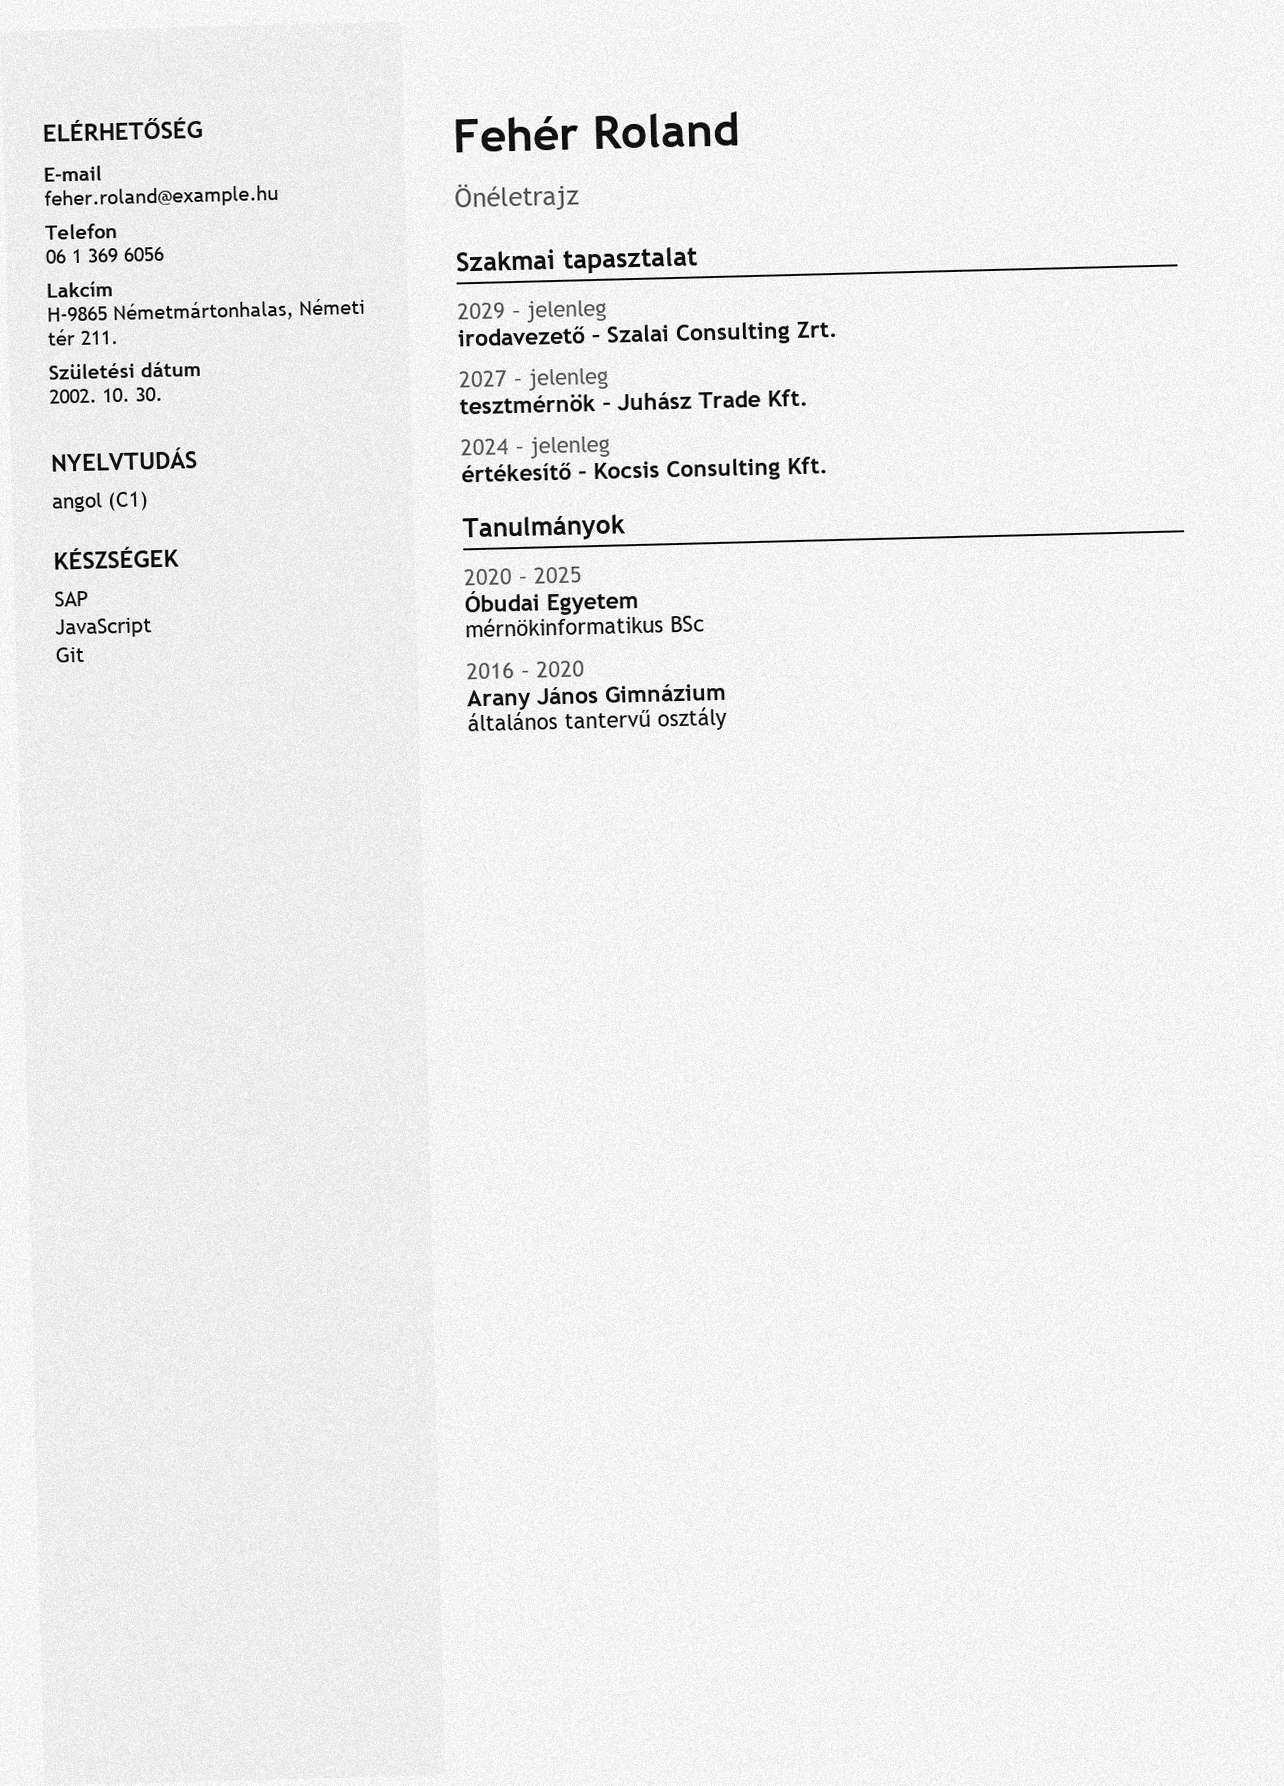 ELÉRHETŐSÉG
E-mail
feher.roland@example.hu
Telefon
06 1 369 6056
Lakcím
H-9865 Németmártonhalas, Németi
tér 211.
Születési dátum
2002. 10. 30.
NYELVTUDÁS
angol (C1)
KÉSZSÉGEK
SAP
JavaScript
Git
Fehér Roland
Önéletrajz
Szakmai tapasztalat
2029 – jelenleg
irodavezető – Szalai Consulting Zrt.
2027 – jelenleg
tesztmérnök – Juhász Trade Kft.
2024 – jelenleg
értékesítő – Kocsis Consulting Kft.
Tanulmányok
2020 – 2025
Óbudai Egyetem
mérnökinformatikus BSc
2016 – 2020
Arany János Gimnázium
általános tantervű osztály